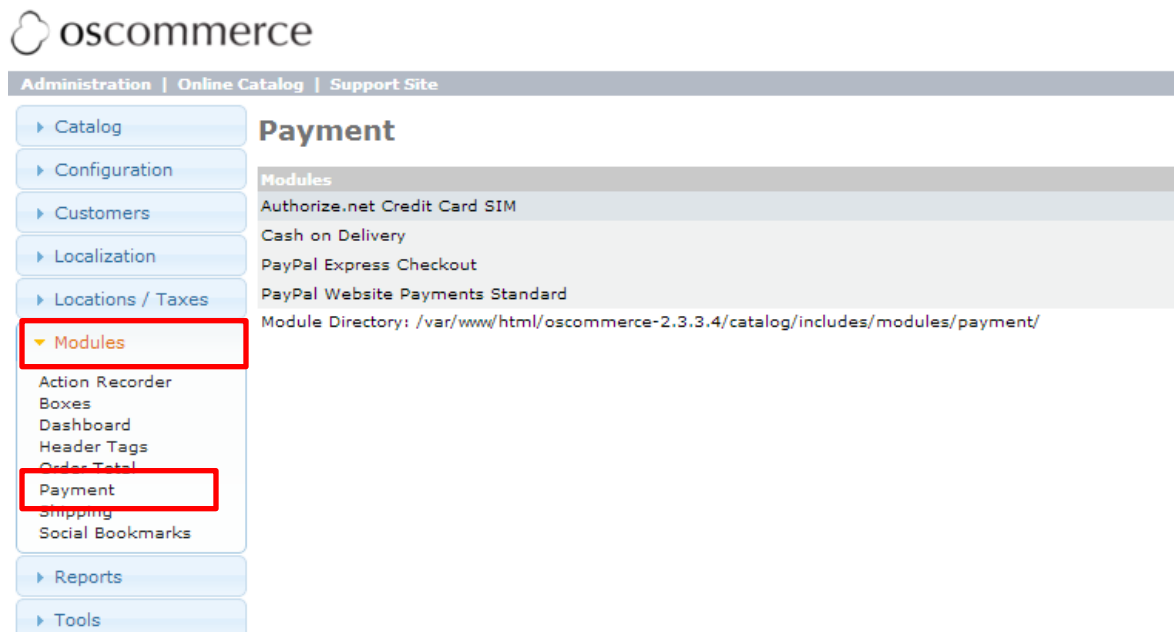 oscommerce
Administration | Online Catalog | Support Site
Catalog
Configuration
Customers
Localization
Locations / Taxes
Modules
Action Recorder
Boxes
Dashboard
Header Tags
Order Total
Payment
Shipping
Social Bookmarks
Reports
Tools
Payment
Modules
Authorize.net Credit Card SIM
Cash on Delivery
PayPal Express Checkout
PayPal Website Payments Standard
Module Directory: /var/www/html/oscommerce-2.3.3.4/catalog/includes/modules/payment/